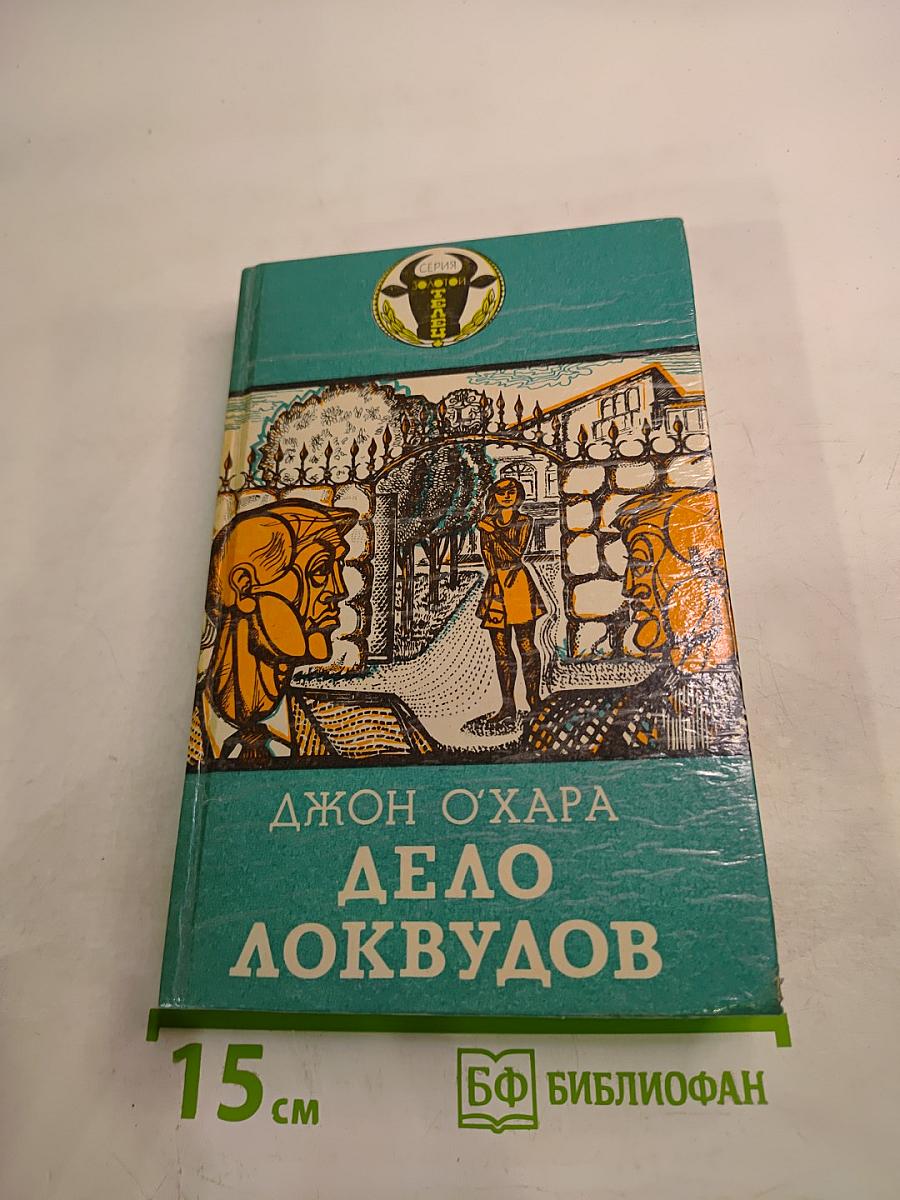 СЕРИЯ
ЗОЛОТОЙ
ТЕЛЕЦ
ДЖОН О'ХАРА
ДЕЛО
ЛОКВУДОВ
15 см
БФ БИБЛИОФАН